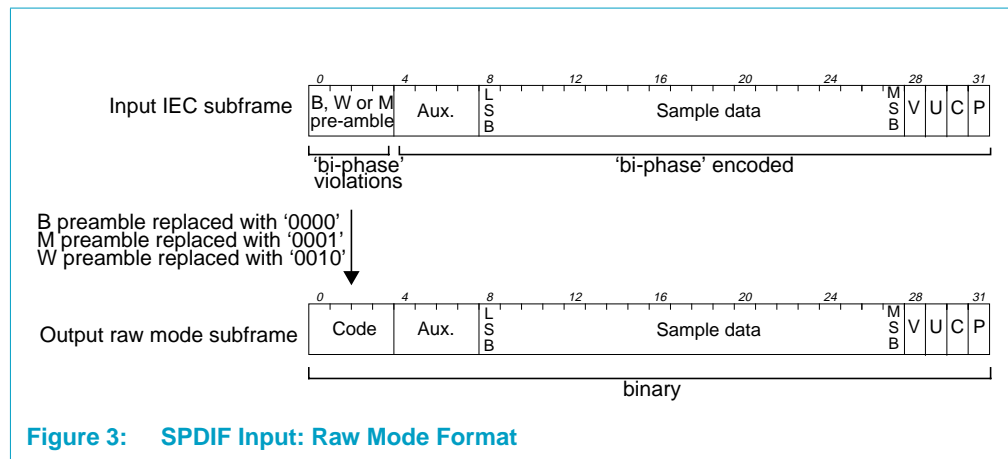 0 4 8 12 16 20 24 28 31
Input IEC subframe
B, W or M
pre-amble
Aux.
L
S
B
Sample data
M
S
B
V U C P
‘bi-phase’
violations
‘bi-phase’ encoded
B preamble replaced with ‘0000’
M preamble replaced with ‘0001’
W preamble replaced with ‘0010’
0 4 8 12 16 20 24 28 31
Output raw mode subframe
Code
Aux.
L
S
B
Sample data
M
S
B
V U C P
binary
Figure 3: SPDIF Input: Raw Mode Format